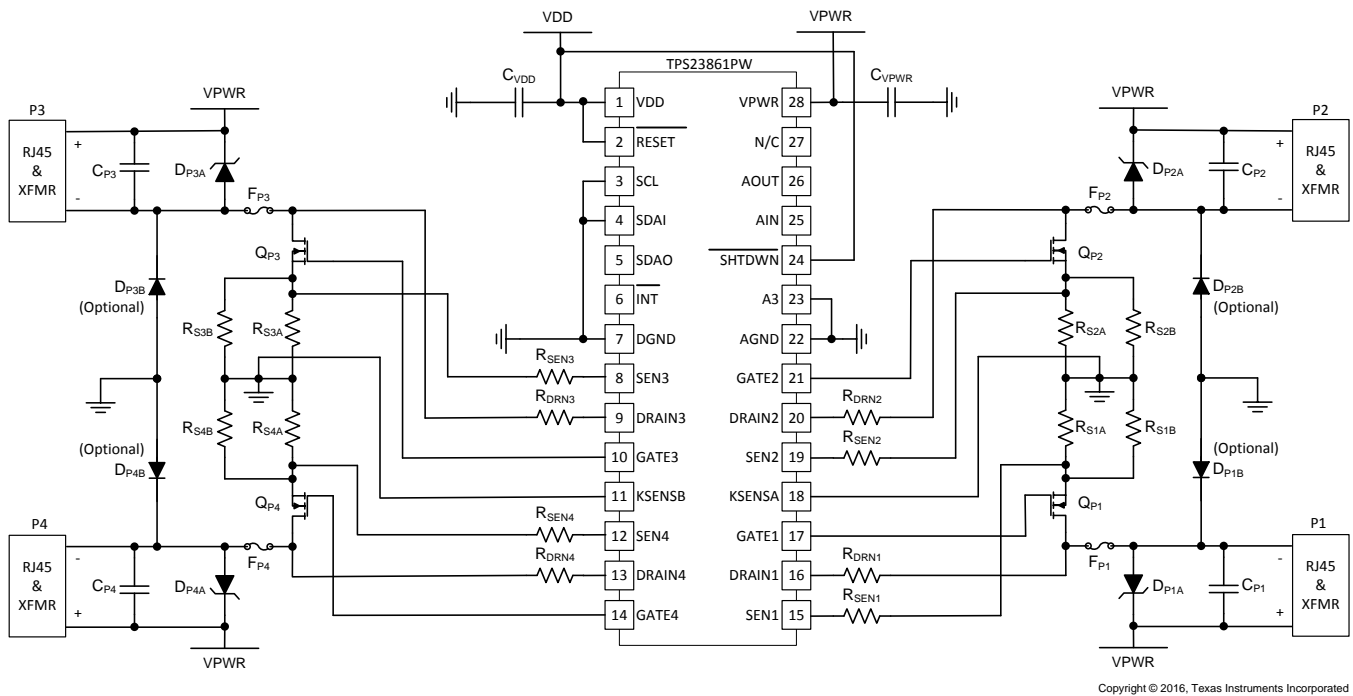 VDD
VPWR
TPS23861PW
CVDD
CVPWR
1 VDD
2 RESET
3 SCL
4 SDAI
5 SDAO
6 INT
7 DGND
8 SEN3
9 DRAIN3
10 GATE3
11 KSENSB
12 SEN4
13 DRAIN4
14 GATE4
VPWR 28
N/C 27
AOUT 26
AIN 25
SHTDWN 24
A3 23
AGND 22
GATE2 21
DRAIN2 20
SEN2 19
KSENSA 18
GATE1 17
DRAIN1 16
SEN1 15
P3
RJ45
&
XFMR
+
-
VPWR
CP3
DP3A
FP3
QP3
DP3B
(Optional)
RS3B
RS3A
RSEN3
RDRN3
RS4B
RS4A
(Optional)
DP4B
QP4
RSEN4
RDRN4
P4
RJ45
&
XFMR
-
+
FP4
CP4
DP4A
VPWR
VPWR
P2
RJ45
&
XFMR
+
-
DP2A
CP2
FP2
QP2
DP2B
(Optional)
RS2A
RS2B
RDRN2
RSEN2
RS1A
RS1B
(Optional)
DP1B
QP1
RDRN1
RSEN1
FP1
P1
RJ45
&
XFMR
-
+
DP1A
CP1
VPWR
Copyright © 2016, Texas Instruments Incorporated